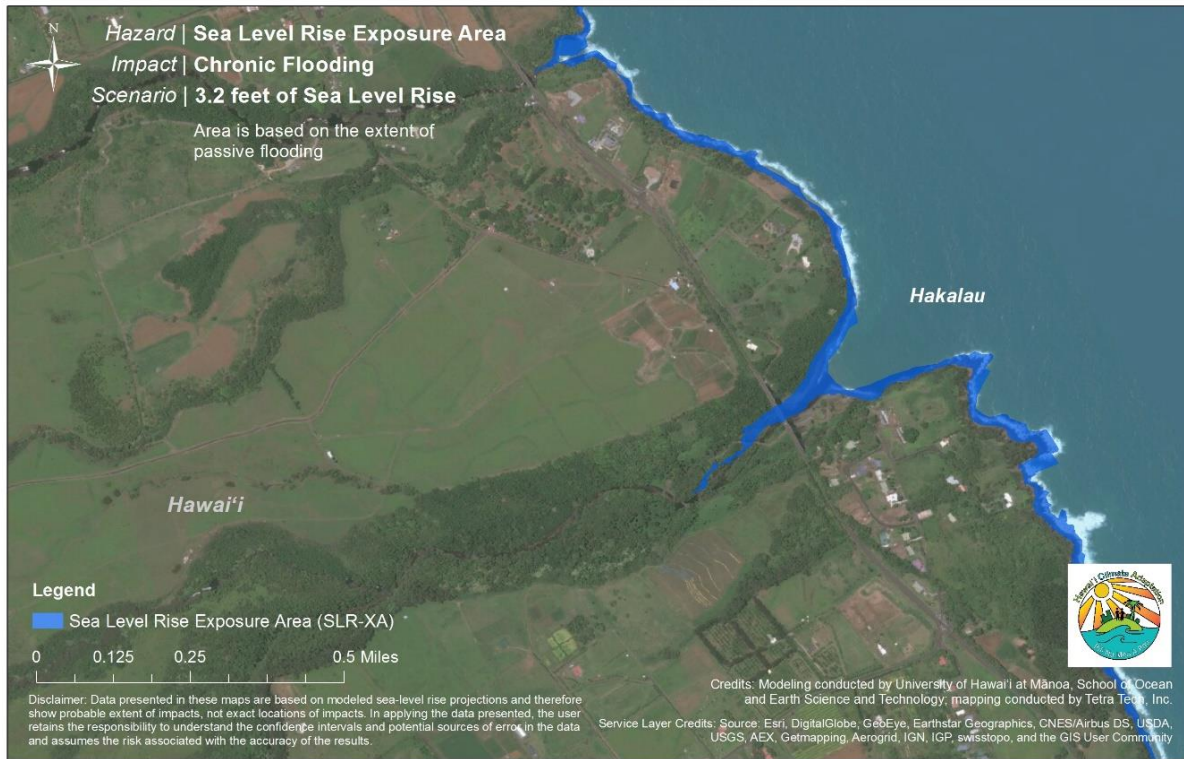 N
Hazard | Sea Level Rise Exposure Area
Impact | Chronic Flooding
Scenario | 3.2 feet of Sea Level Rise
Area is based on the extent of
passive flooding
Hakalau
Hawaiʻi
Legend
Sea Level Rise Exposure Area (SLR-XA)
0 0.125 0.25 0.5 Miles
Disclaimer: Data presented in these maps are based on modeled sea-level rise projections and therefore
show probable extent of impacts, not exact locations of impacts. In applying the data presented, the user
retains the responsibility to understand the confidence intervals and potential sources of error in the data
and assumes the risk associated with the accuracy of the results.
Hawaiʻi Climate Adaptation
Credits: Modeling conducted by University of Hawaiʻi at Mānoa, School of Ocean
and Earth Science and Technology; mapping conducted by Tetra Tech, Inc.
Service Layer Credits: Source: Esri, DigitalGlobe, GeoEye, Earthstar Geographics, CNES/Airbus DS, USDA,
USGS, AEX, Getmapping, Aerogrid, IGN, IGP, swisstopo, and the GIS User Community